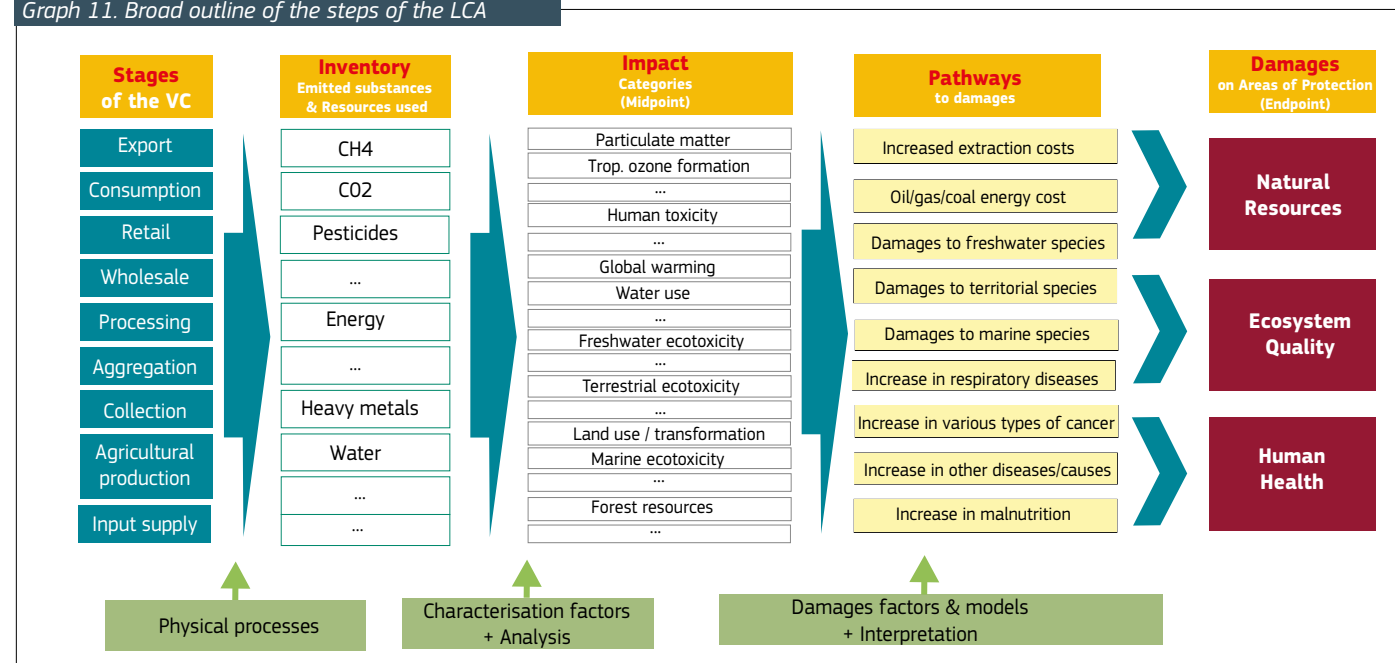 Graph 11. Broad outline of the steps of the LCA
Stages
of the VC
Export
Consumption
Retail
Wholesale
Processing
Aggregation
Collection
Agricultural
production
Input supply
Inventory
Emitted substances
& Resources used
CH4
CO2
Pesticides
...
Energy
...
Heavy metals
Water
...
...
Impact
Categories
(Midpoint)
Particulate matter
Trop. ozone formation
...
Human toxicity
...
Global warming
Water use
...
Freshwater ecotoxicity
...
Terrestrial ecotoxicity
...
Land use / transformation
Marine ecotoxicity
...
Forest resources
...
Pathways
to damages
Increased extraction costs
Oil/gas/coal energy cost
Damages to freshwater species
Damages to territorial species
Damages to marine species
Increase in respiratory diseases
Increase in various types of cancer
Increase in other diseases/causes
Increase in malnutrition
Damages
on Areas of Protection
(Endpoint)
Natural
Resources
Ecosystem
Quality
Human
Health
Physical processes
Characterisation factors
+ Analysis
Damages factors & models
+ Interpretation